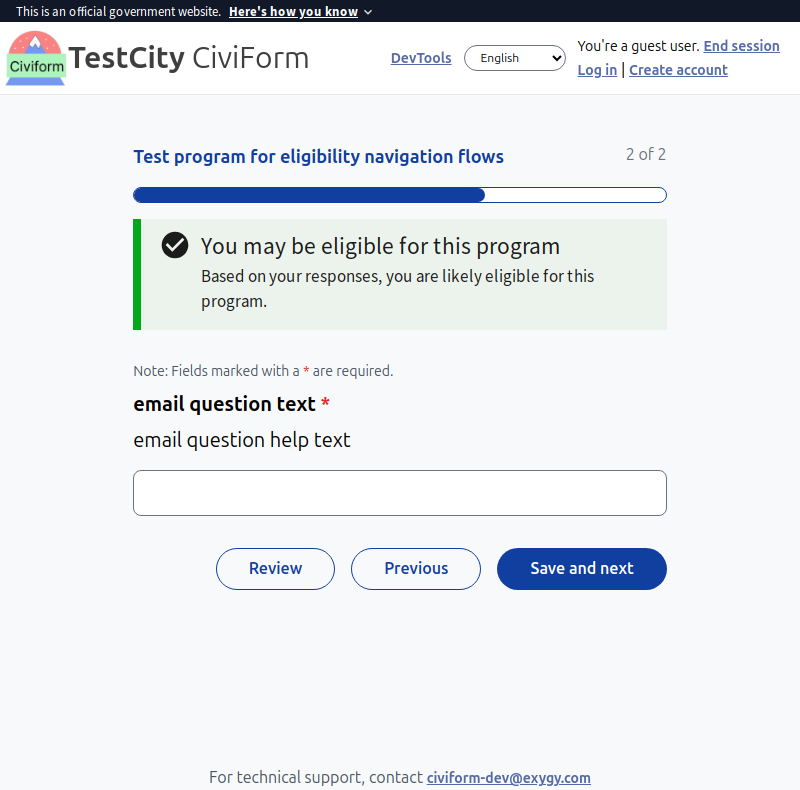 This is an official government website. Here's how you know
Civiform
TestCity CiviForm
DevTools
English
You're a guest user. End session
Log in | Create account
Test program for eligibility navigation flows
2 of 2
You may be eligible for this program
Based on your responses, you are likely eligible for this
program.
Note: Fields marked with a * are required.
email question text *
email question help text
Review
Previous
Save and next
For technical support, contact civiform-dev@exygy.com